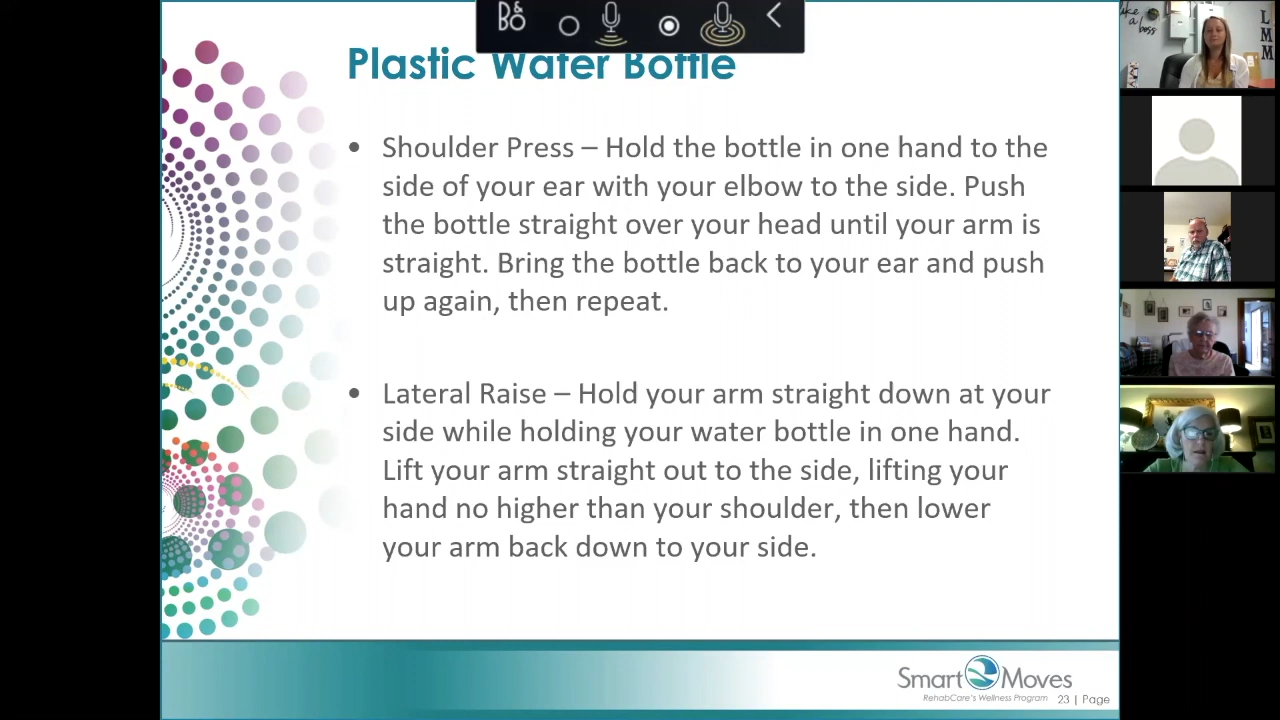 B&O
Plastic Water Bottle
• Shoulder Press – Hold the bottle in one hand to the
side of your ear with your elbow to the side. Push
the bottle straight over your head until your arm is
straight. Bring the bottle back to your ear and push
up again, then repeat.
• Lateral Raise – Hold your arm straight down at your
side while holding your water bottle in one hand.
Lift your arm straight out to the side, lifting your
hand no higher than your shoulder, then lower
your arm back down to your side.
Smart Moves
RehabCare's Wellness Program
23 | Page
like
a
boss
L
M
M